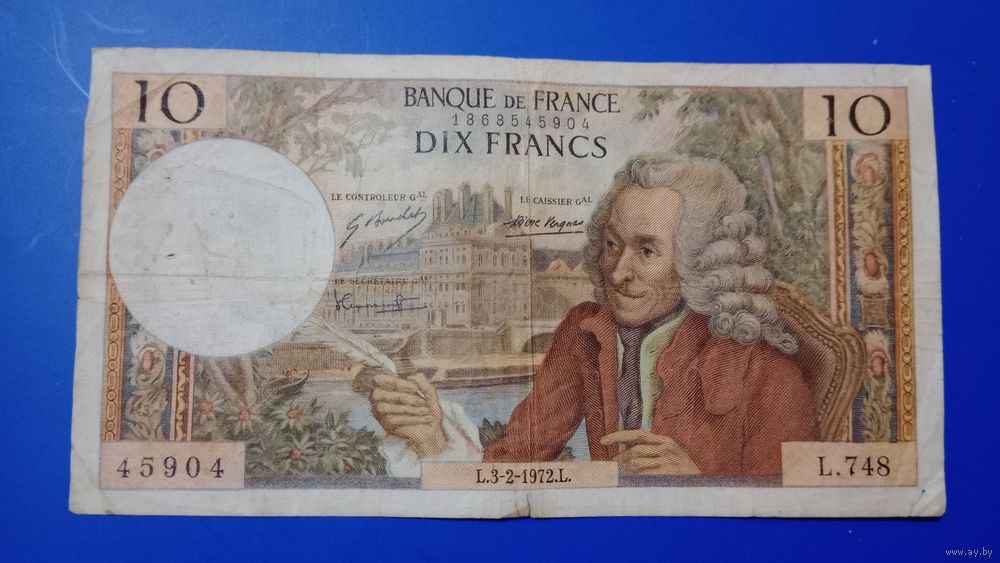 10
BANQUE DE FRANCE
10
1868545904
DIX FRANCS
LE CONTROLEUR GAL
LE CAISSIER GAL
LE SECRÉTAIRE GAL
45904
L.3-2-1972.L.
L.748
www.ay.by